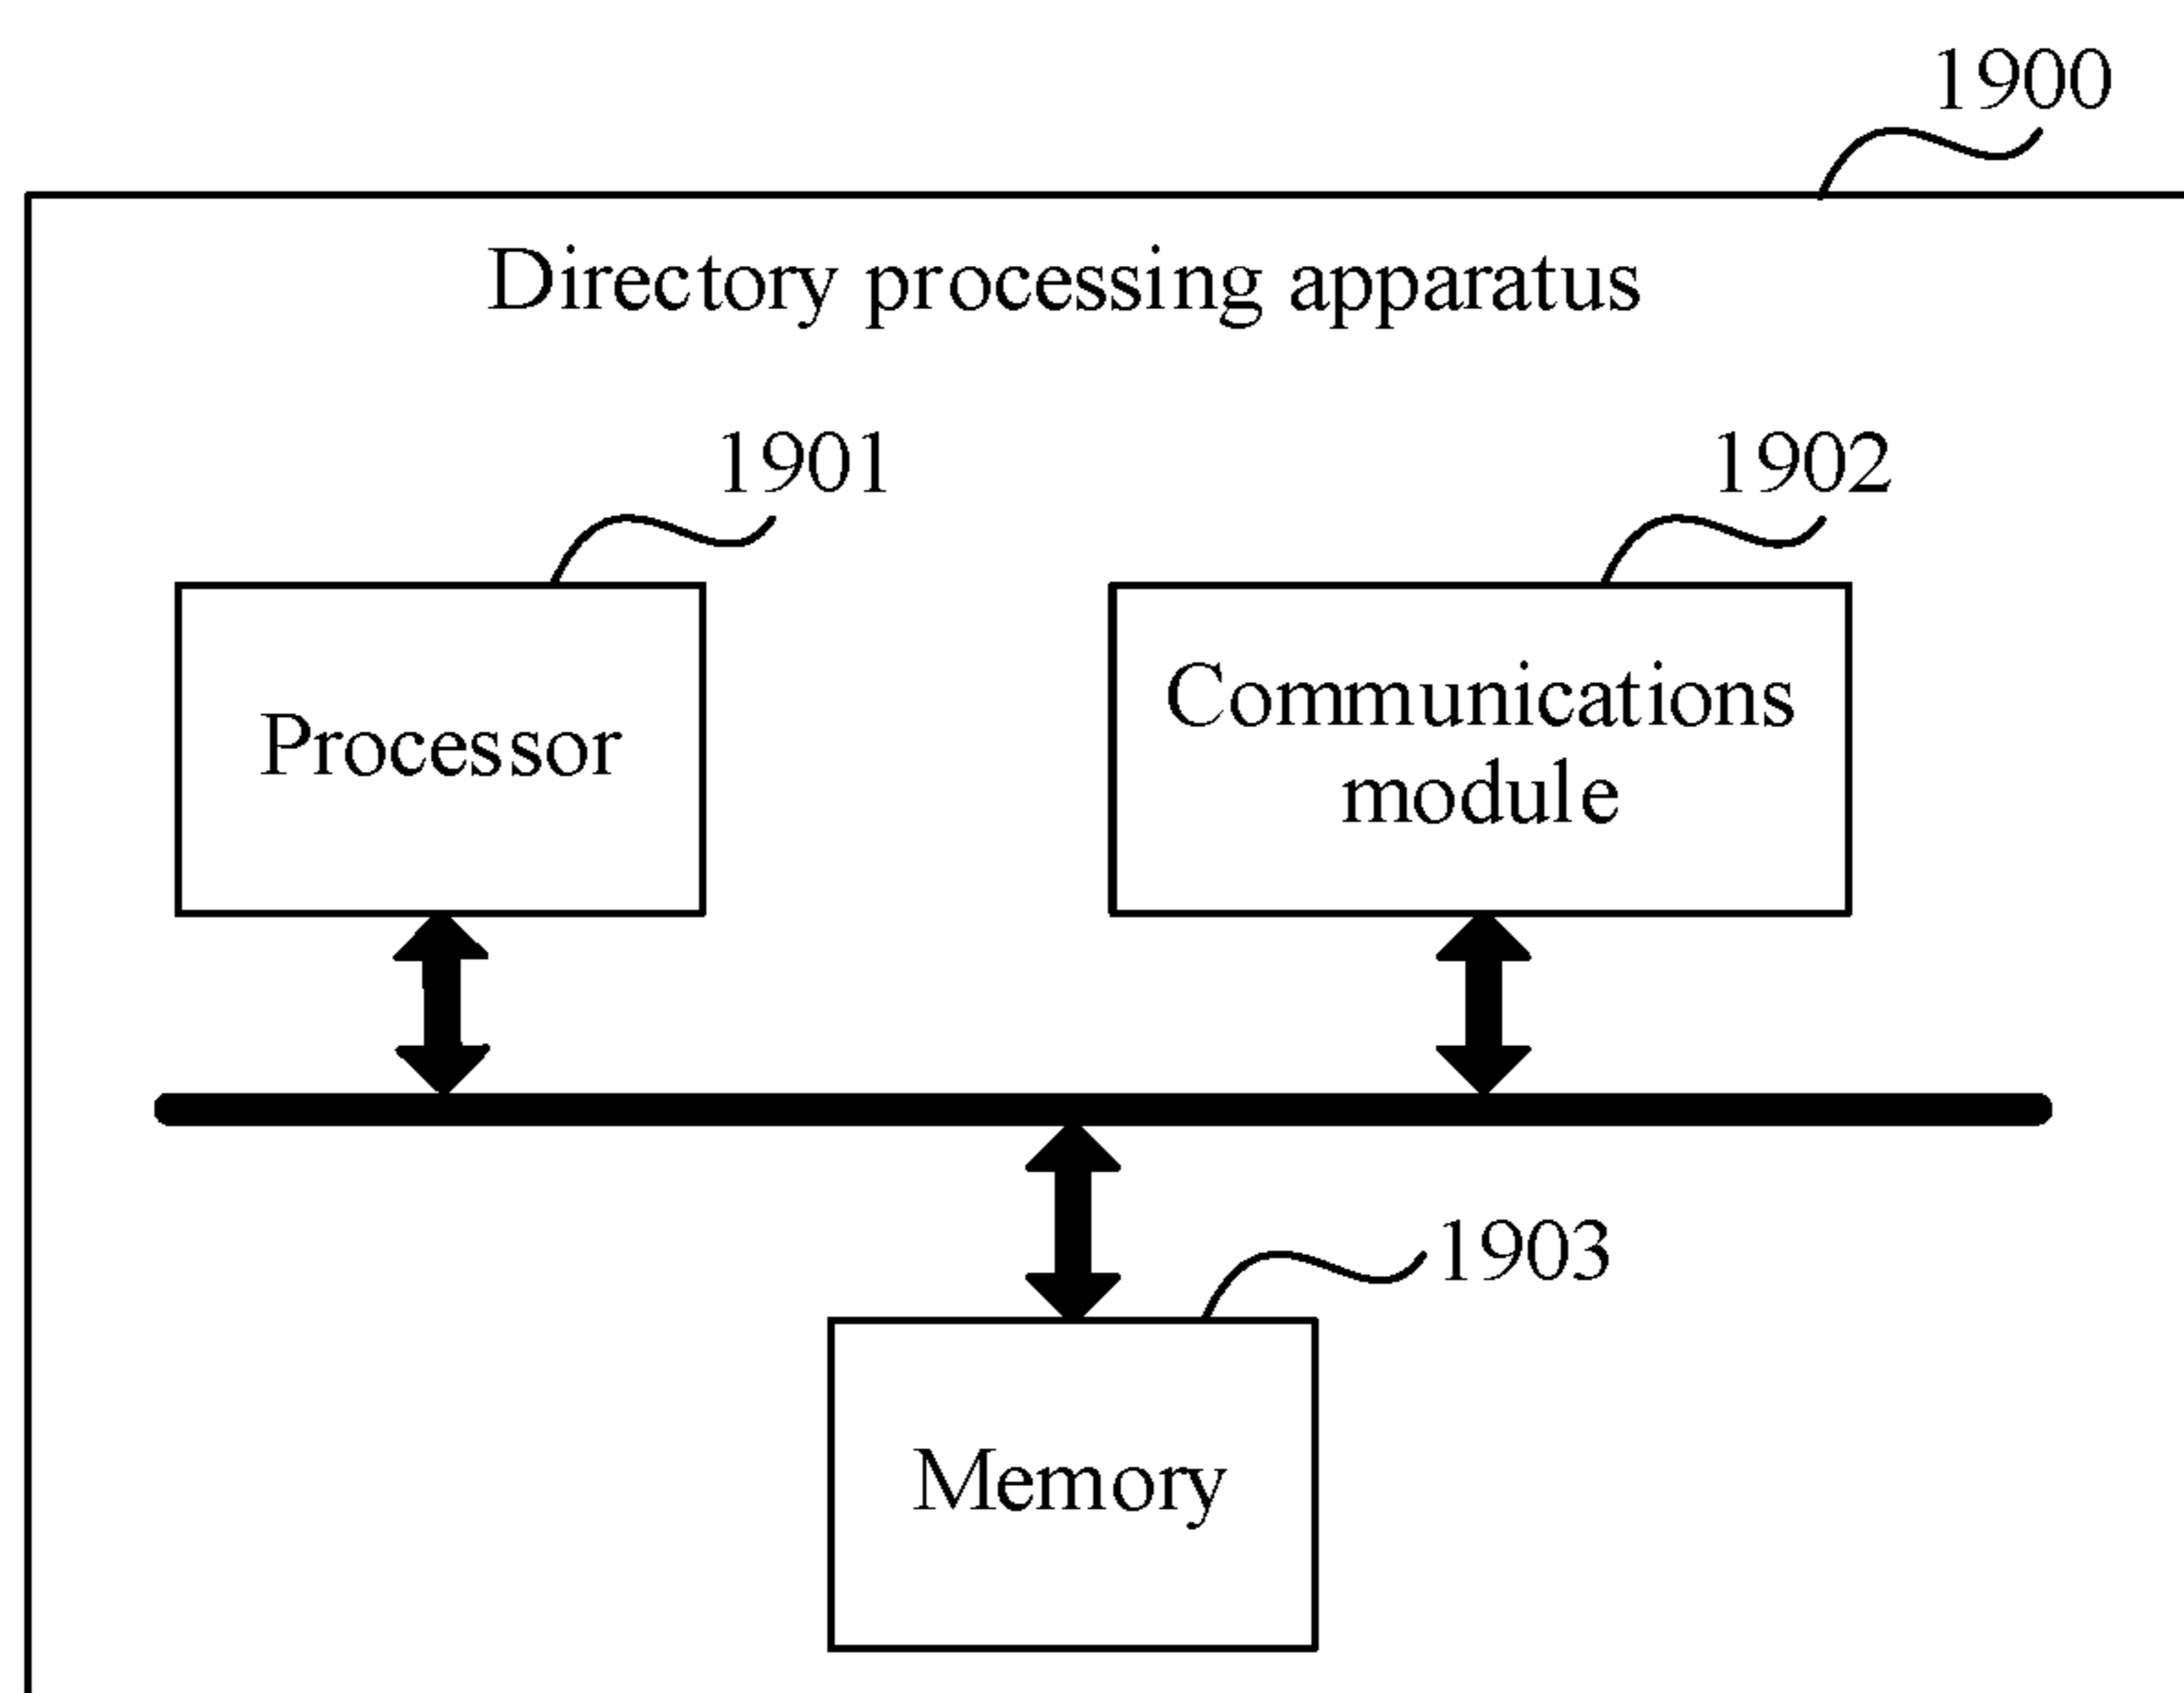 1900
Directory processing apparatus
1901
1902
Processor
Communications
module
1903
Memory